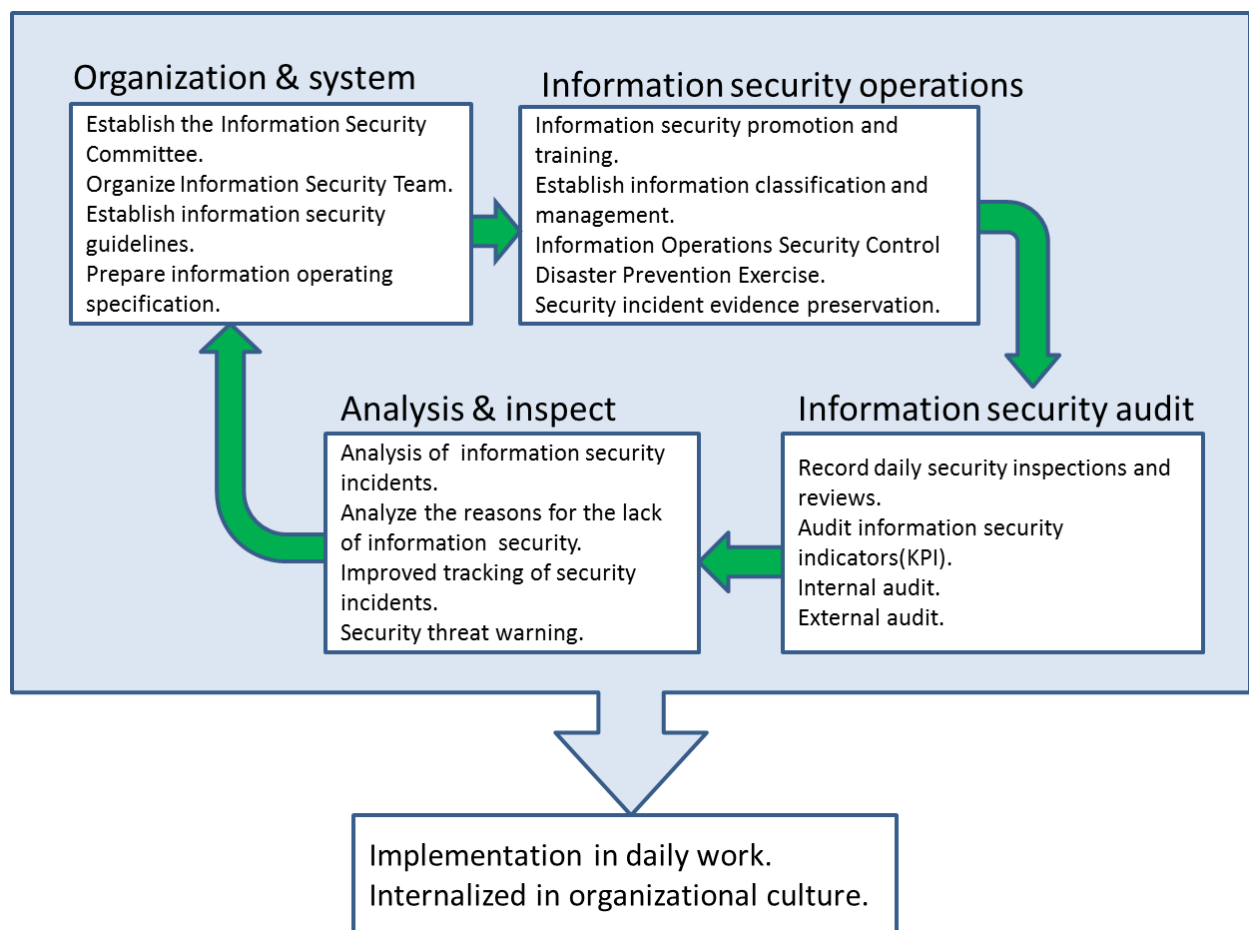 Organization & system
Establish the Information Security
Committee.
Organize Information Security Team.
Establish information security
guidelines.
Prepare information operating
specification.
Information security operations
Information security promotion and
training.
Establish information classification and
management.
Information Operations Security Control
Disaster Prevention Exercise.
Security incident evidence preservation.
Analysis & inspect
Analysis of information security
incidents.
Analyze the reasons for the lack
of information security.
Improved tracking of security
incidents.
Security threat warning.
Information security audit
Record daily security inspections and
reviews.
Audit information security
indicators(KPI).
Internal audit.
External audit.
Implementation in daily work.
Internalized in organizational culture.